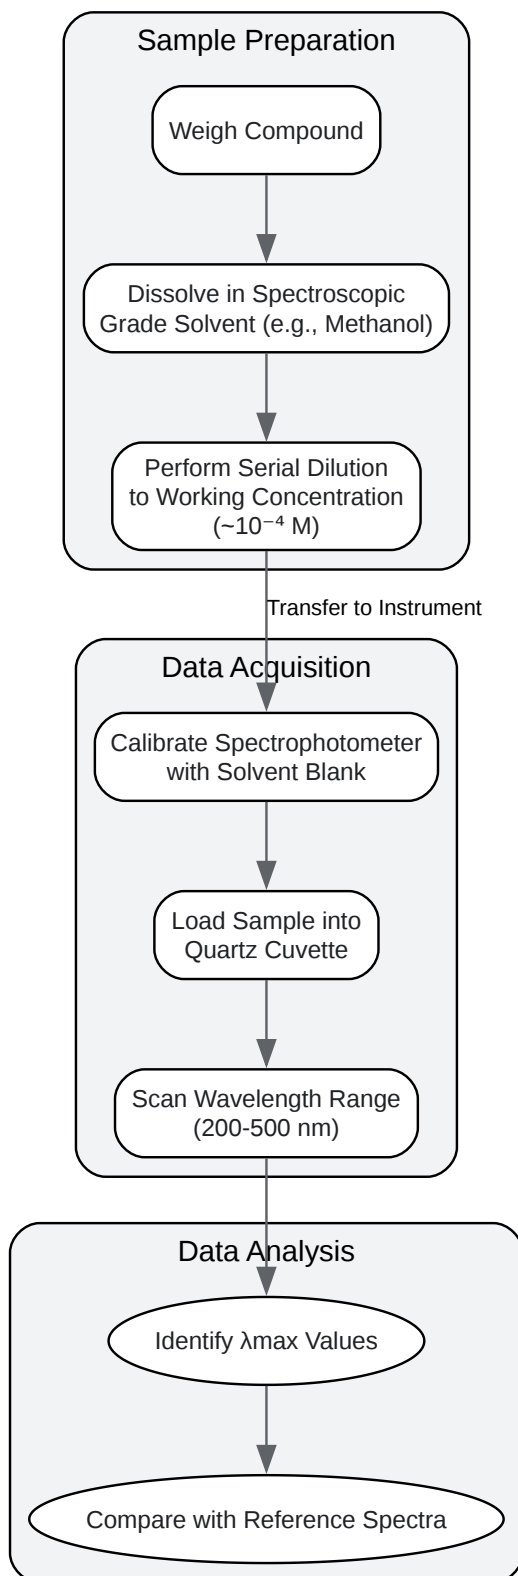 Sample Preparation
Weigh Compound
Dissolve in Spectroscopic
Grade Solvent (e.g., Methanol)
Perform Serial Dilution
to Working Concentration
(~10⁻⁴ M)
Transfer to Instrument
Data Acquisition
Calibrate Spectrophotometer
with Solvent Blank
Load Sample into
Quartz Cuvette
Scan Wavelength Range
(200-500 nm)
Data Analysis
Identify λmax Values
Compare with Reference Spectra